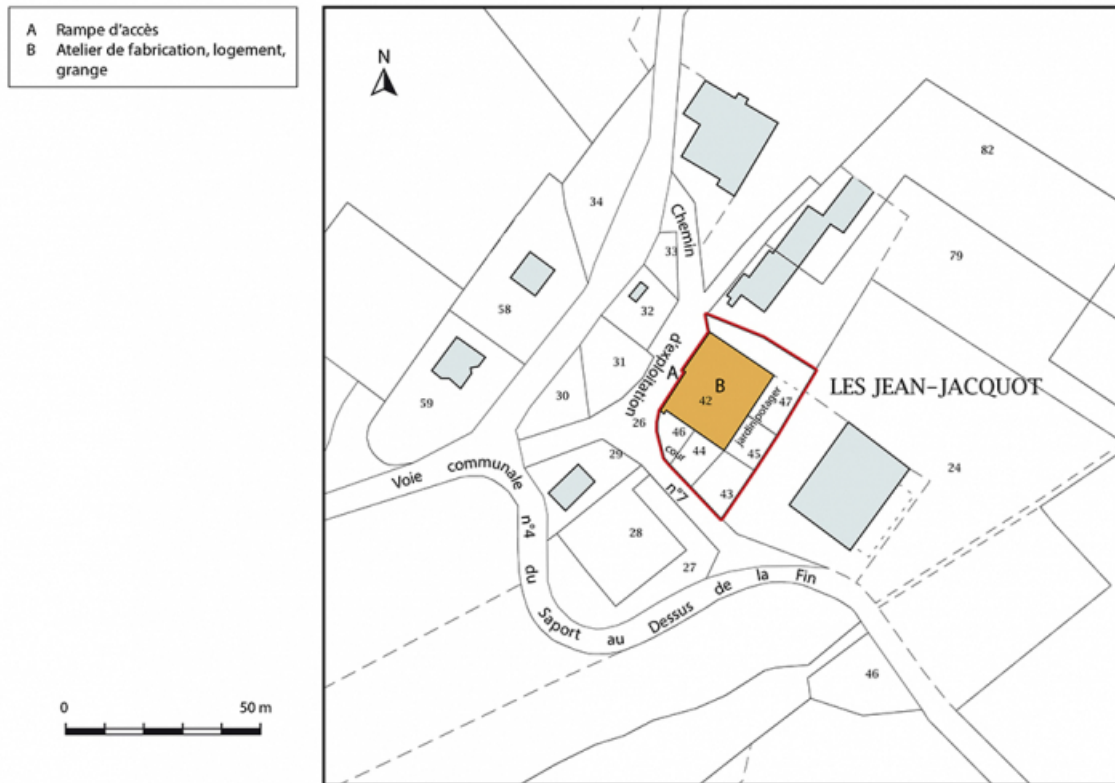 A Rampe d'accès
B Atelier de fabrication, logement,
grange
N
82
34
Chemin
33
79
58
32
31
d'exploitation
A
B
42
LES JEAN-JACQUOT
59
30
26
47
jardin potager
46
cour
44
45
24
Voie communale n°4 du Saport au Dessus de la Fin
29
n°7
43
28
27
46
0 50 m